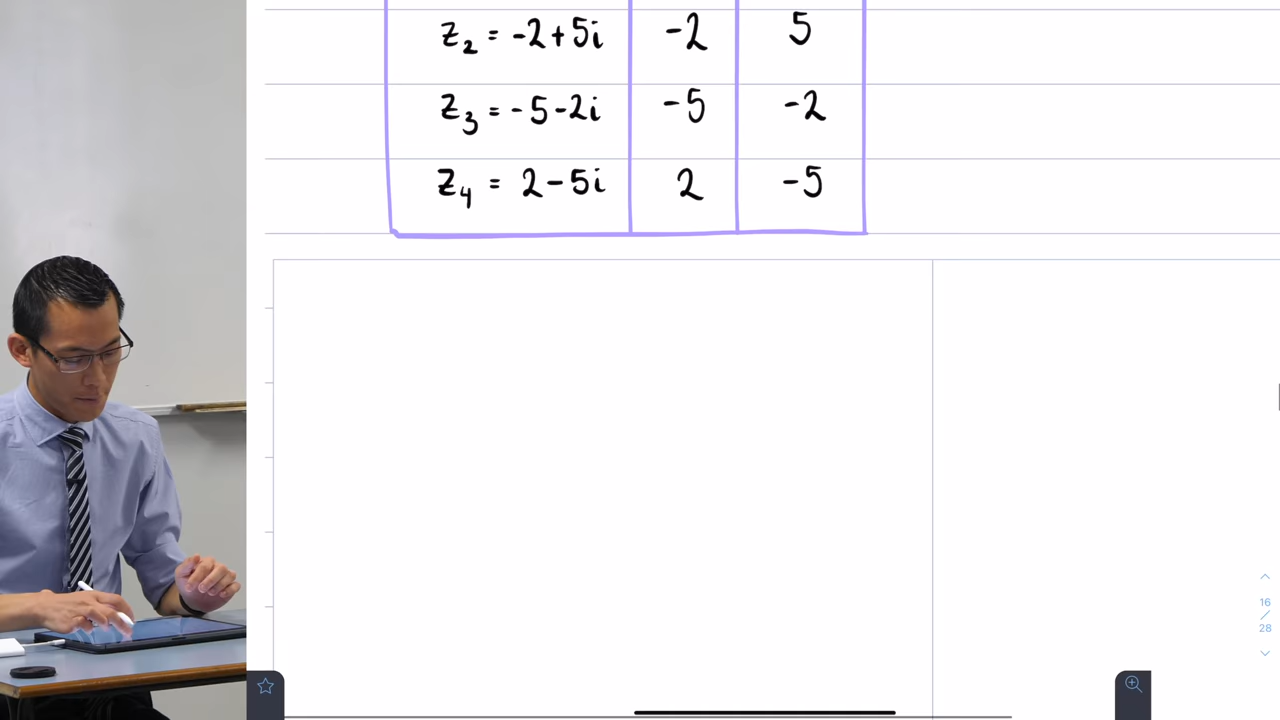 z₂ = -2+5i -2 5
z₃ = -5-2i -5 -2
z₄ = 2-5i 2 -5
16
/
28